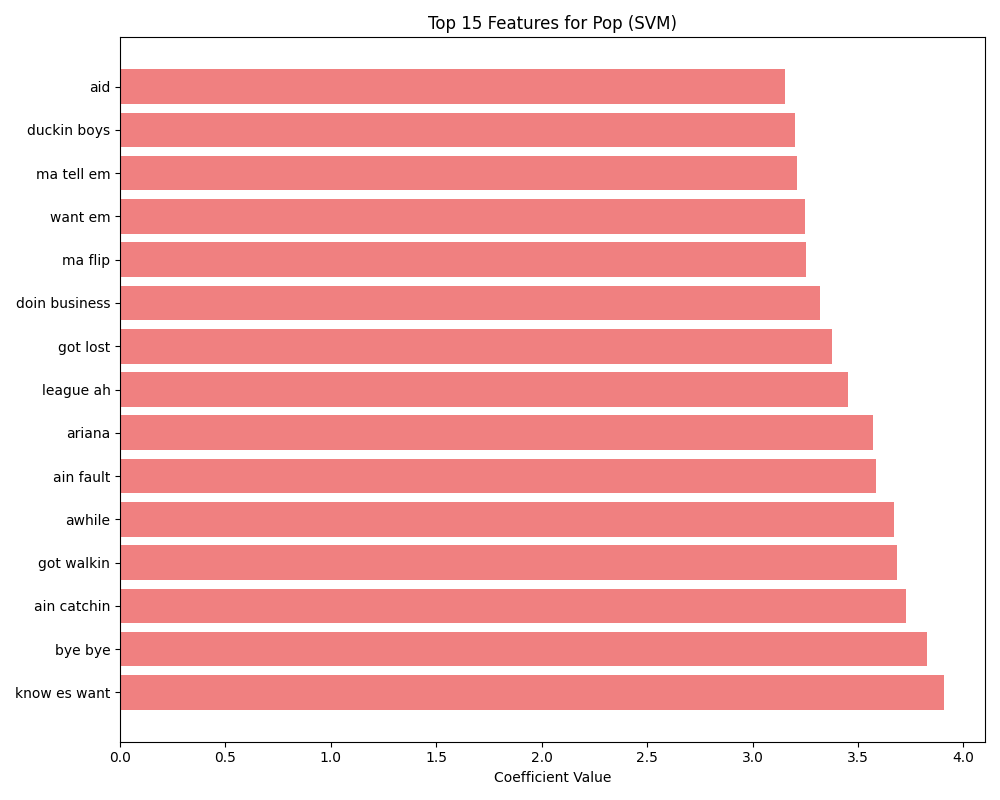 Top 15 Features for Pop (SVM)
aid
duckin boys
ma tell em
want em
ma flip
doin business
got lost
league ah
ariana
ain fault
awhile
got walkin
ain catchin
bye bye
know es want
0.0 0.5 1.0 1.5 2.0 2.5 3.0 3.5 4.0
Coefficient Value